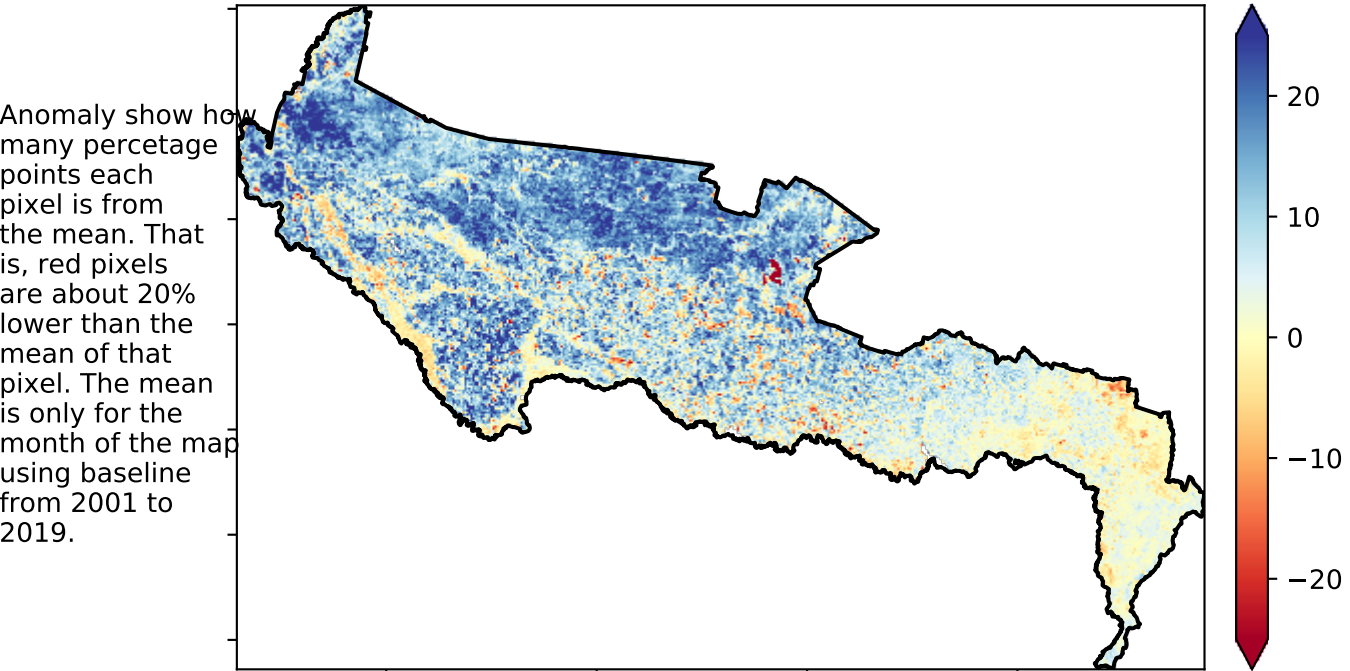 Anomaly show how
many percetage
points each
pixel is from
the mean. That
is, red pixels
are about 20%
lower than the
mean of that
pixel. The mean
is only for the
month of the map
using baseline
from 2001 to
2019.
20
10
0
−10
−20